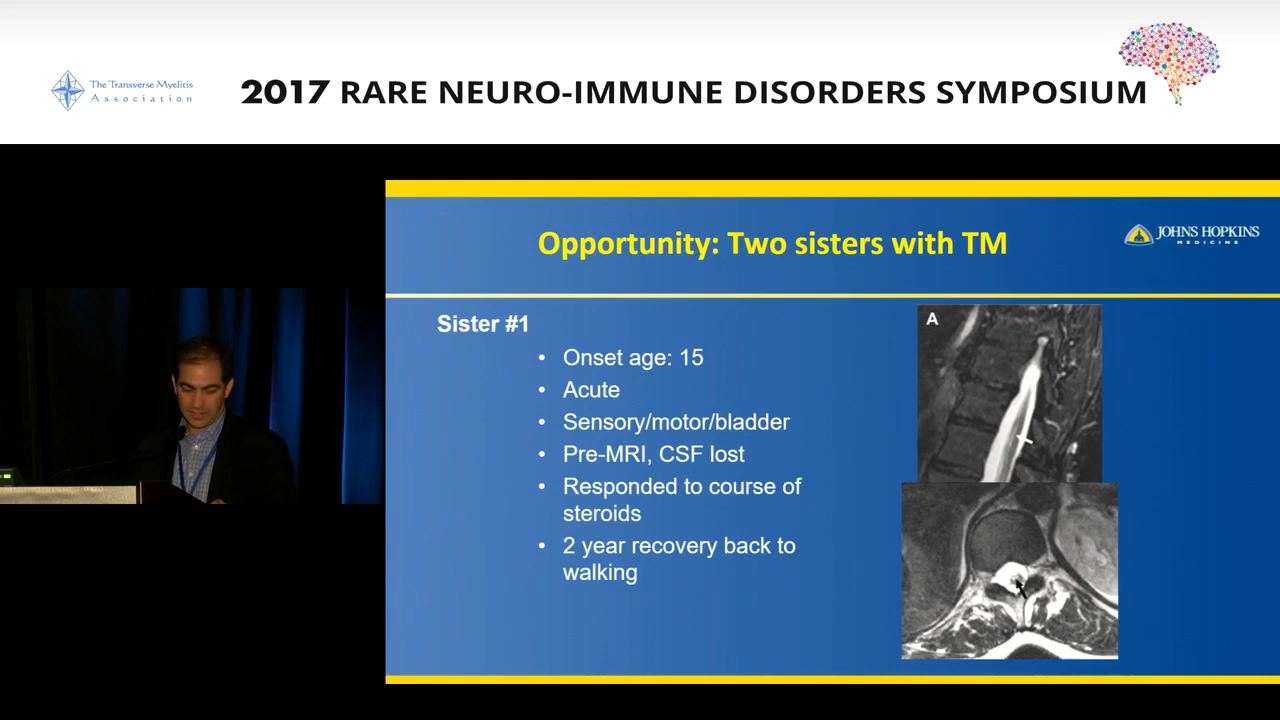 The Transverse Myelitis
Association
2017 RARE NEURO-IMMUNE DISORDERS SYMPOSIUM
Opportunity: Two sisters with TM
JOHNS HOPKINS
MEDICINE
Sister #1
• Onset age: 15
• Acute
• Sensory/motor/bladder
• Pre-MRI, CSF lost
• Responded to course of
steroids
• 2 year recovery back to
walking
A